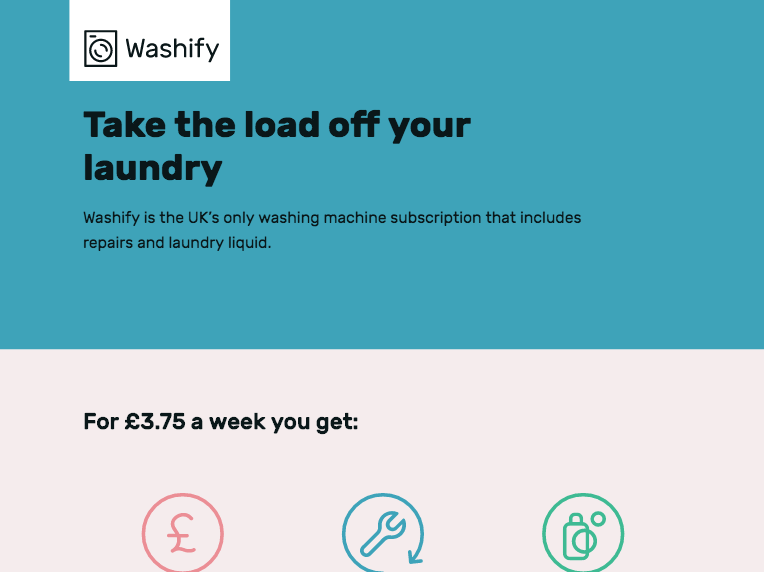 Washify
Take the load off your
laundry
Washify is the UK’s only washing machine subscription that includes
repairs and laundry liquid.
For £3.75 a week you get:
£